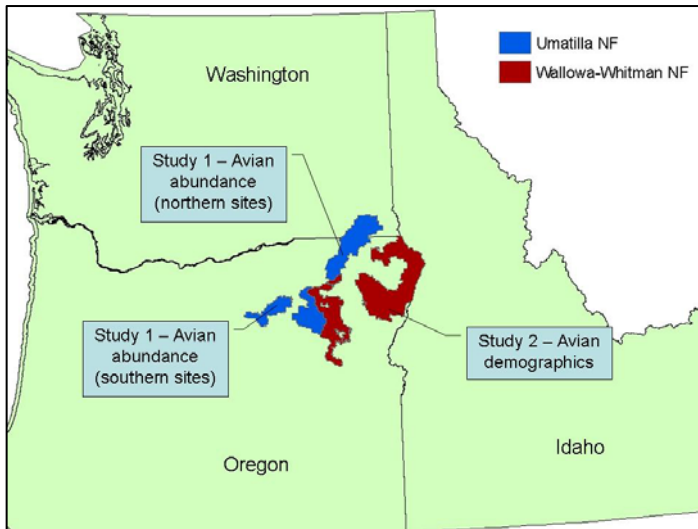 Umatilla NF
Wallowa-Whitman NF
Washington
Study 1 – Avian
abundance
(northern sites)
Study 1 – Avian
abundance
(southern sites)
Study 2 – Avian
demographics
Oregon
Idaho